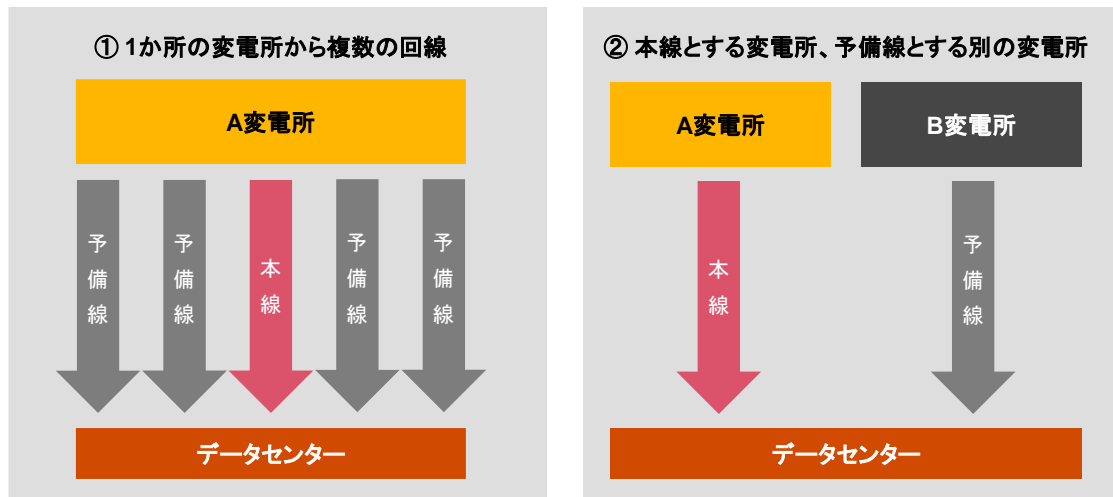 ① 1か所の変電所から複数の回線
A変電所
予備線
予備線
本線
予備線
予備線
データセンター
② 本線とする変電所、予備線とする別の変電所
A変電所
B変電所
本線
予備線
データセンター